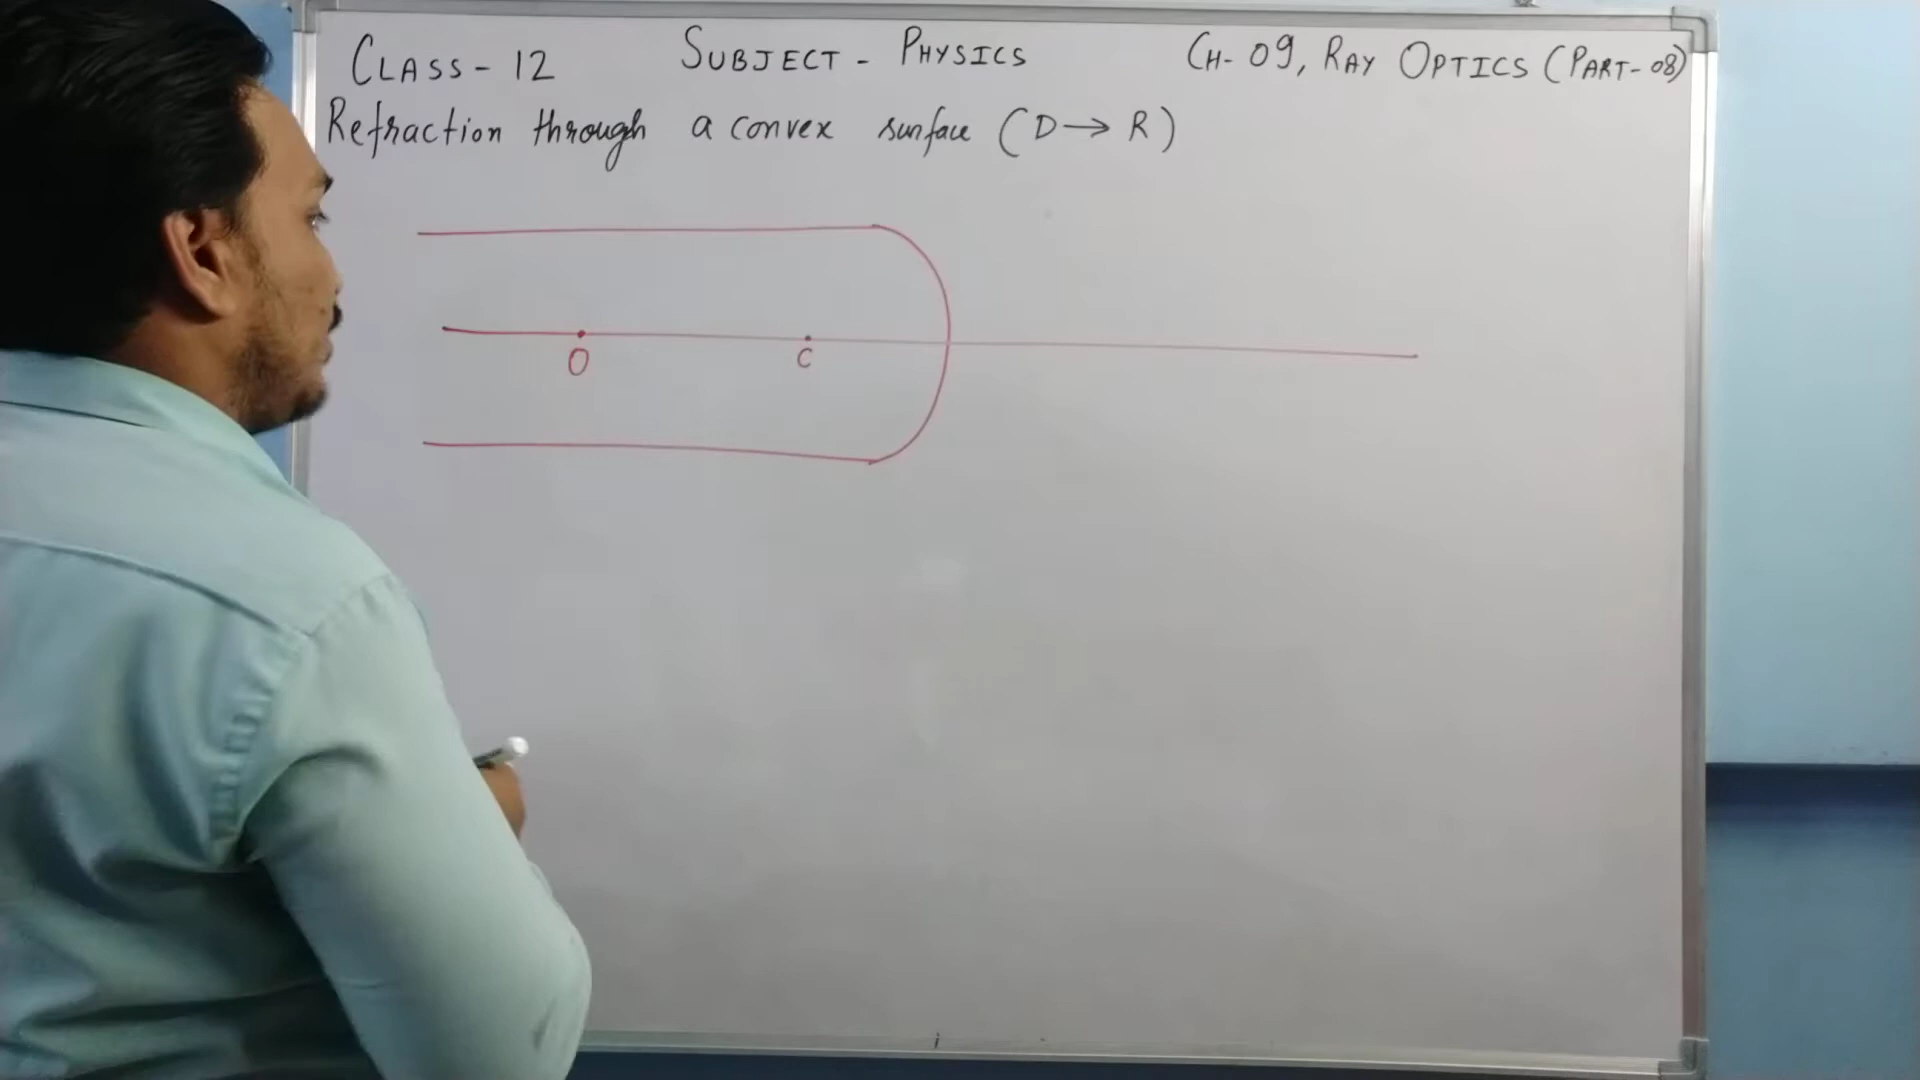 CLASS - 12 SUBJECT - PHYSICS CH- 09, RAY OPTICS (PART- 08)
Refraction through a convex surface (D → R)
O C